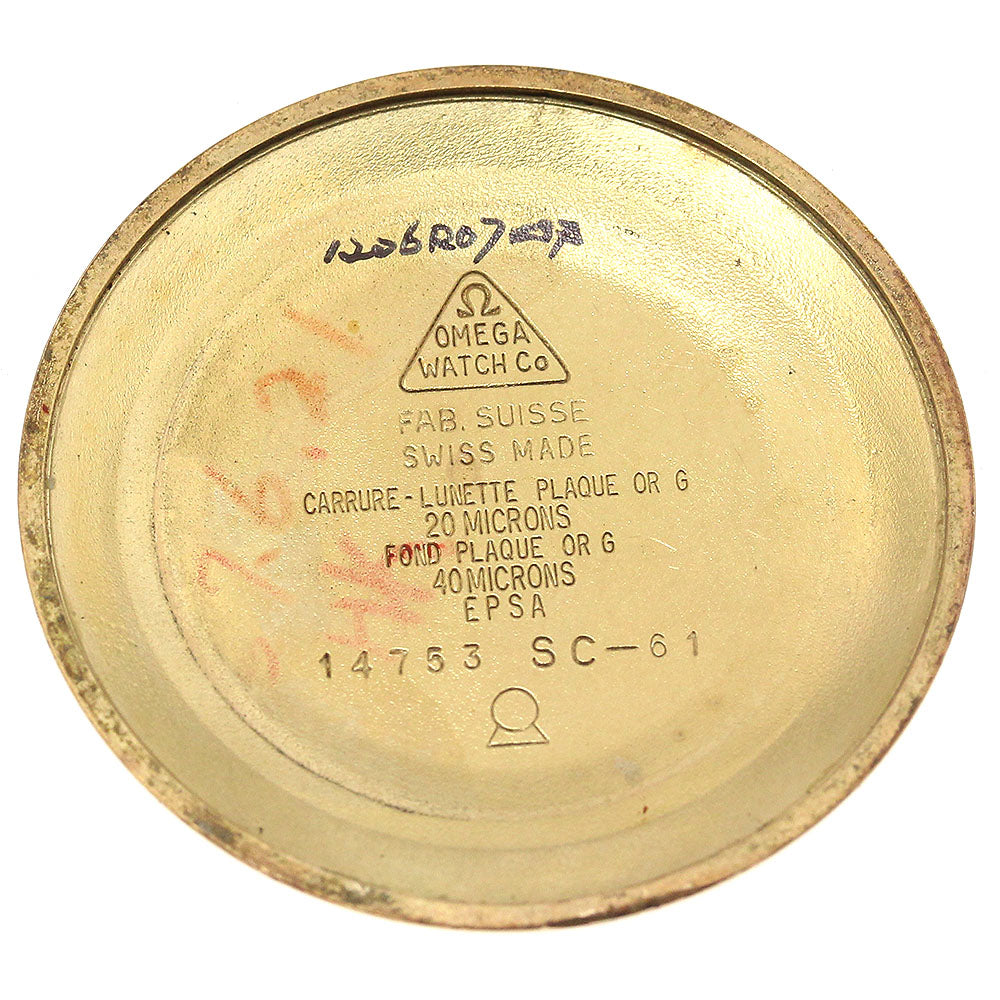 Ω
OMEGA
WATCH Co
FAB. SUISSE
SWISS MADE
CARRURE-LUNETTE PLAQUE OR G
20 MICRONS
FOND PLAQUE OR G
40 MICRONS
EPSA
14753 SC-61